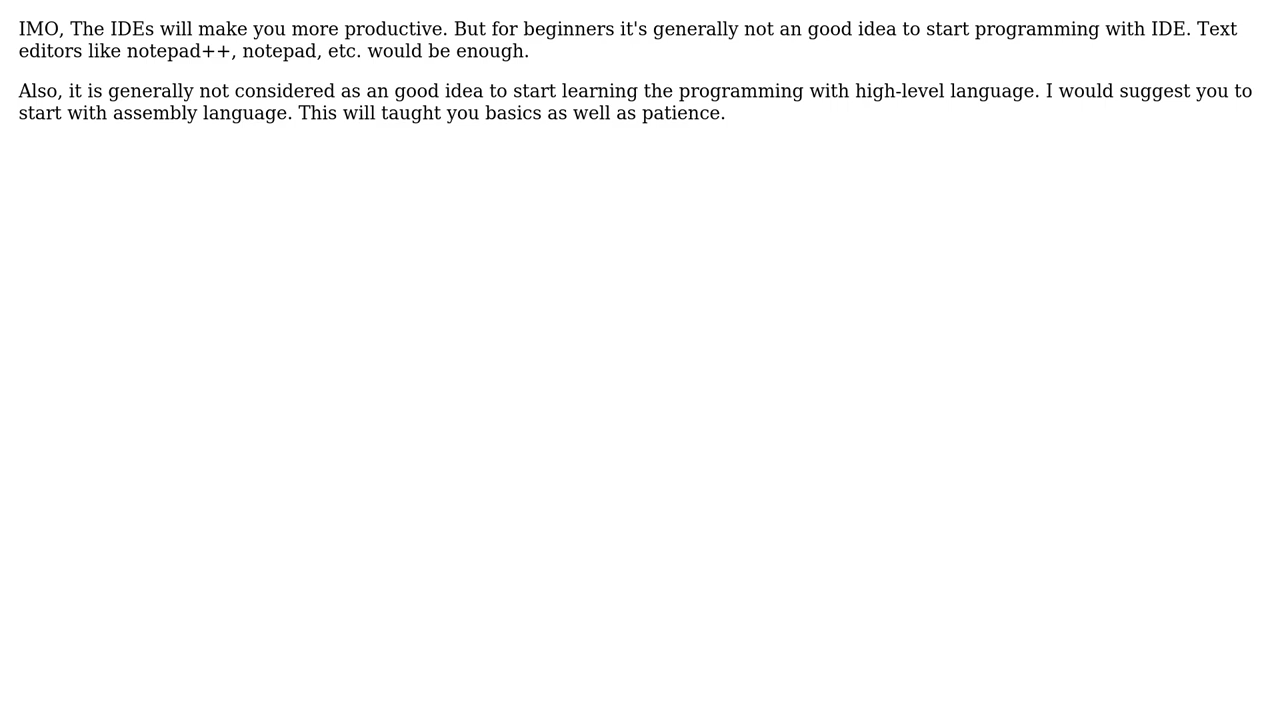 IMO, The IDEs will make you more productive. But for beginners it's generally not an good idea to start programming with IDE. Text
editors like notepad++, notepad, etc. would be enough.
Also, it is generally not considered as an good idea to start learning the programming with high-level language. I would suggest you to
start with assembly language. This will taught you basics as well as patience.